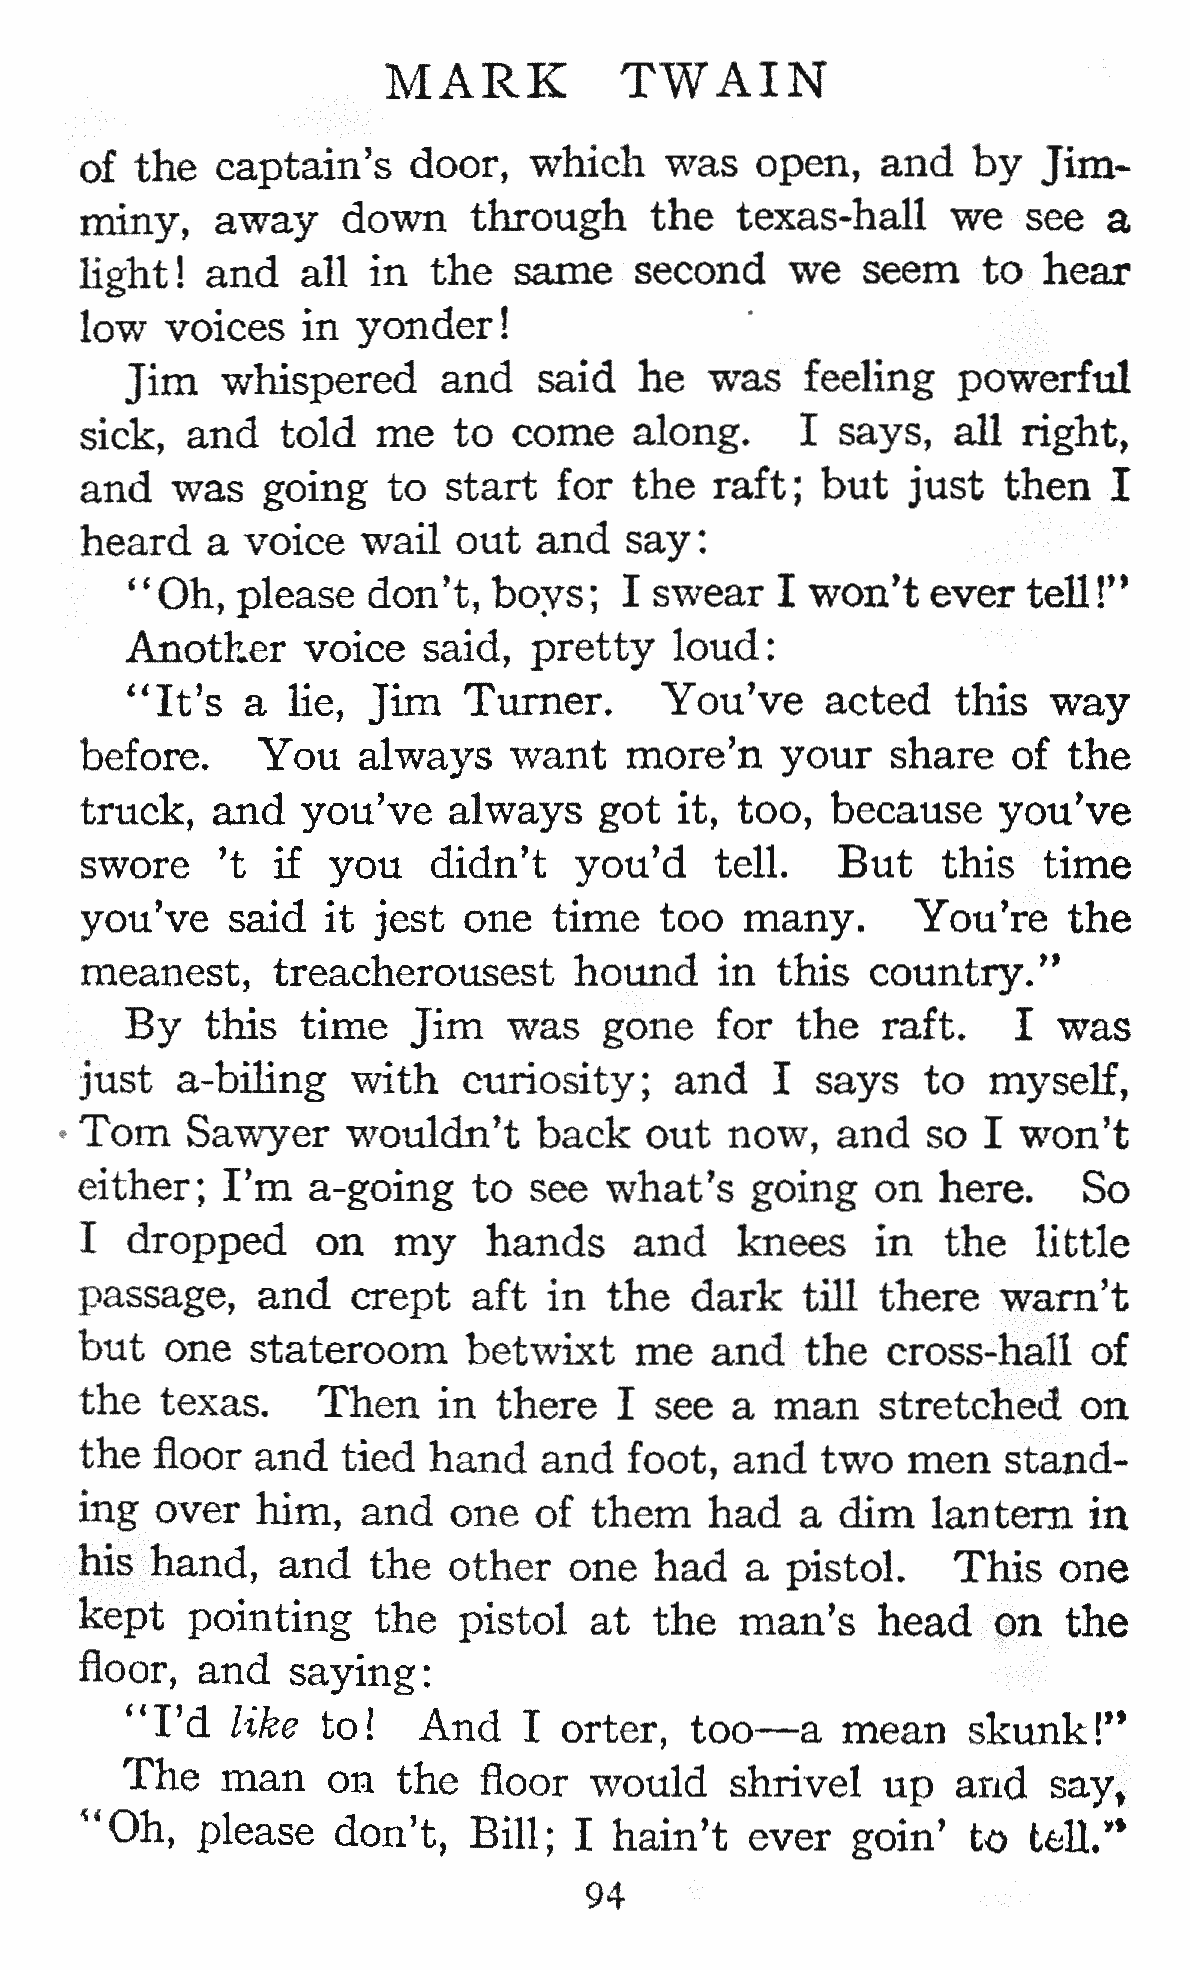 MARK TWAIN
of the captain's door, which was open, and by Jim-
miny, away down through the texas-hall we see a
light! and all in the same second we seem to hear
low voices in yonder!
Jim whispered and said he was feeling powerful
sick, and told me to come along. I says, all right,
and was going to start for the raft; but just then I
heard a voice wail out and say:
"Oh, please don't, boys; I swear I won't ever tell!"
Another voice said, pretty loud:
"It's a lie, Jim Turner. You've acted this way
before. You always want more'n your share of the
truck, and you've always got it, too, because you've
swore 't if you didn't you'd tell. But this time
you've said it jest one time too many. You're the
meanest, treacherousest hound in this country."
By this time Jim was gone for the raft. I was
just a-biling with curiosity; and I says to myself,
Tom Sawyer wouldn't back out now, and so I won't
either; I'm a-going to see what's going on here. So
I dropped on my hands and knees in the little
passage, and crept aft in the dark till there warn't
but one stateroom betwixt me and the cross-hall of
the texas. Then in there I see a man stretched on
the floor and tied hand and foot, and two men stand-
ing over him, and one of them had a dim lantern in
his hand, and the other one had a pistol. This one
kept pointing the pistol at the man's head on the
floor, and saying:
"I'd like to! And I orter, too—a mean skunk!"
The man on the floor would shrivel up and say,
"Oh, please don't, Bill; I hain't ever goin' to tell."
94